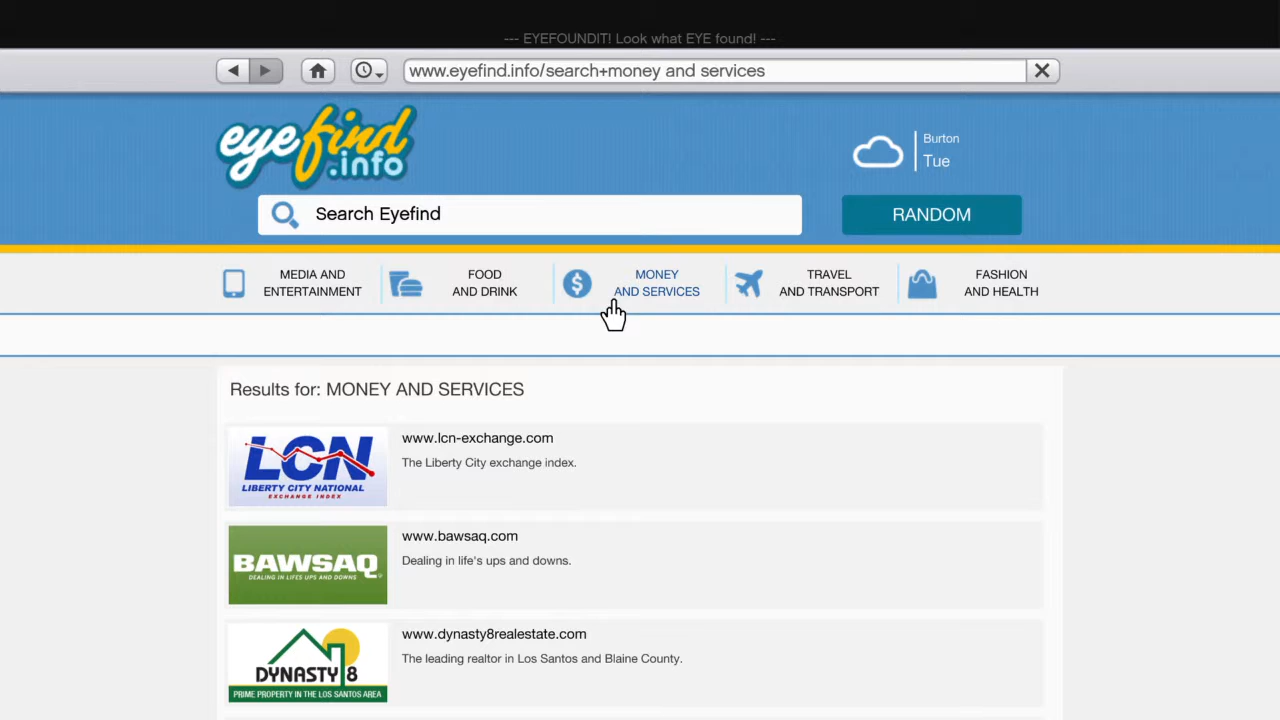 --- EYEFOUNDIT! Look what EYE found! ---
www.eyefind.info/search+money and services
eyefind
.info
Burton
Tue
Search Eyefind
RANDOM
MEDIA AND
ENTERTAINMENT
FOOD
AND DRINK
MONEY
AND SERVICES
TRAVEL
AND TRANSPORT
FASHION
AND HEALTH
Results for: MONEY AND SERVICES
LCN
LIBERTY CITY NATIONAL
EXCHANGE INDEX
www.lcn-exchange.com
The Liberty City exchange index.
BAWSAQ
DEALING IN LIFES UPS AND DOWNS
www.bawsaq.com
Dealing in life's ups and downs.
DYNASTY 8
PRIME PROPERTY IN THE LOS SANTOS AREA
www.dynasty8realestate.com
The leading realtor in Los Santos and Blaine County.